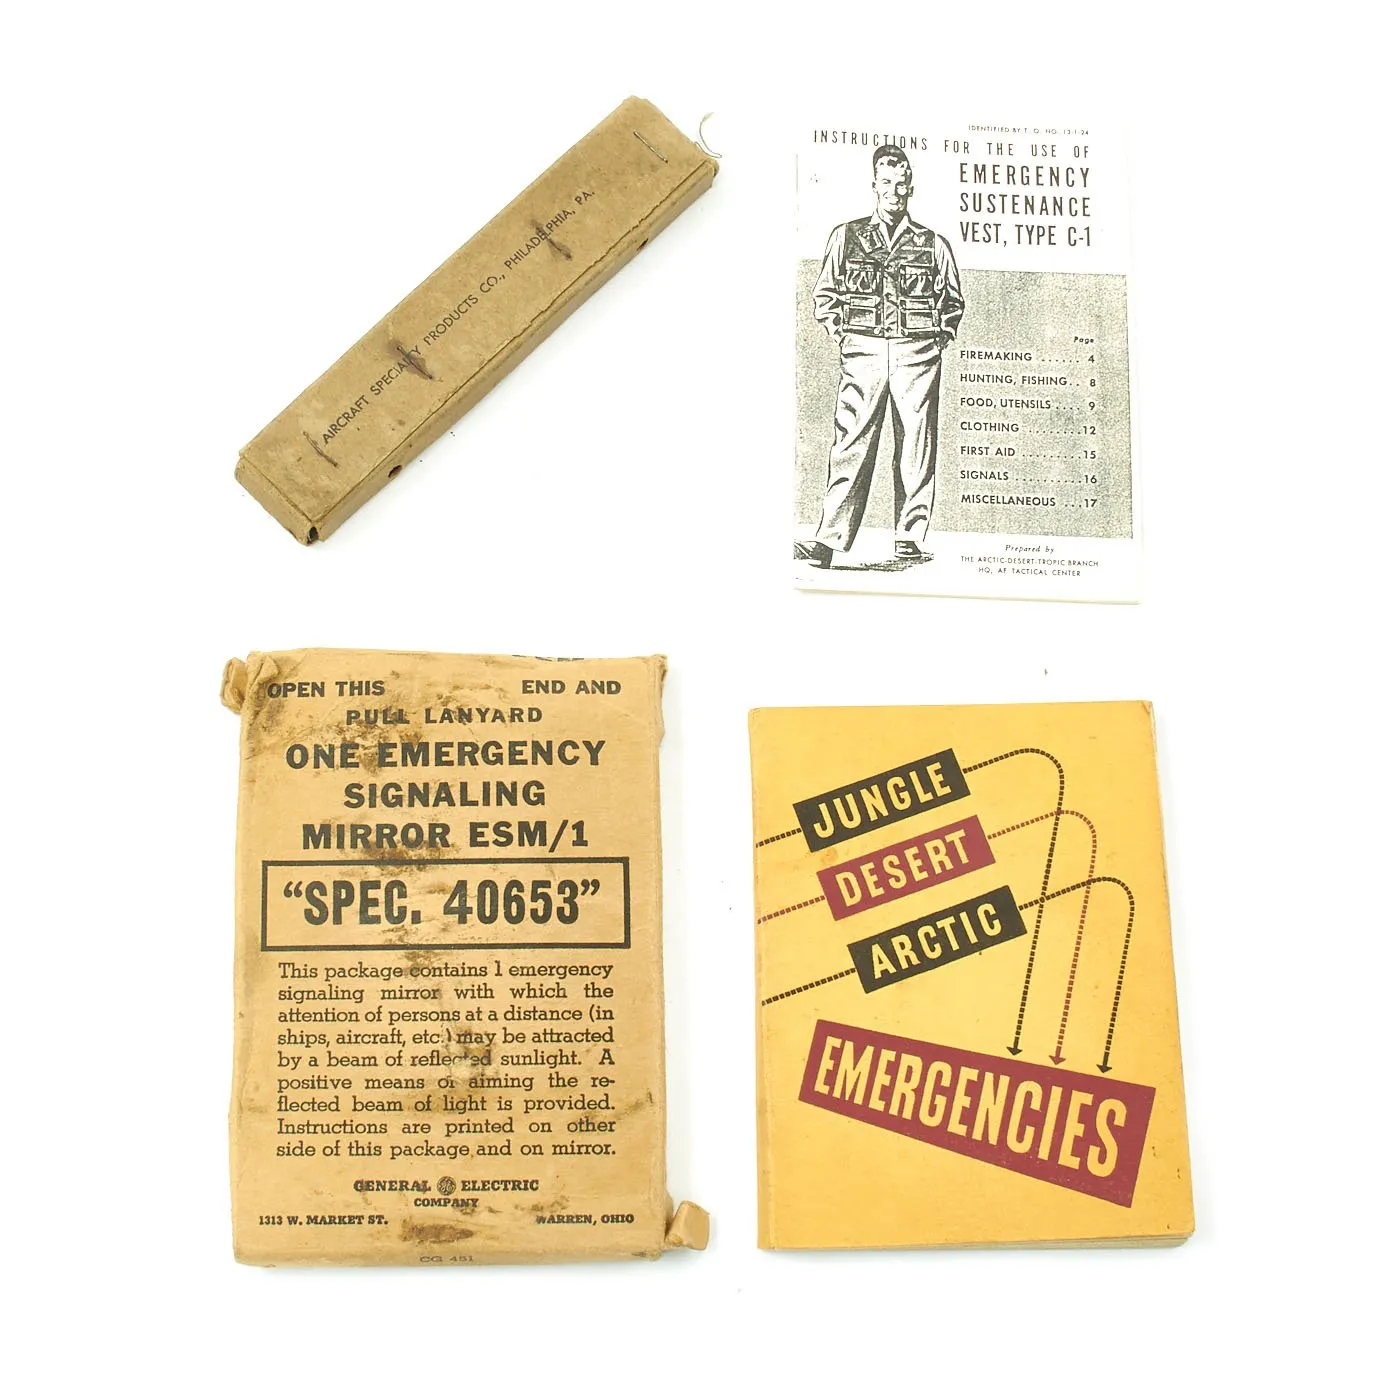 AIRCRAFT SPECIALTY PRODUCTS CO., PHILADELPHIA, PA.
IDENTIFIED BY T. O. NO. 13-1-24
INSTRUCTIONS FOR THE USE OF
EMERGENCY
SUSTENANCE
VEST, TYPE C-1
Page
FIREMAKING ...... 4
HUNTING, FISHING.. 8
FOOD, UTENSILS .... 9
CLOTHING ........12
FIRST AID .........15
SIGNALS ..........16
MISCELLANEOUS ...17
Prepared by
THE ARCTIC-DESERT-TROPIC BRANCH
HQ, AF TACTICAL CENTER
OPEN THIS END AND
PULL LANYARD
ONE EMERGENCY
SIGNALING
MIRROR ESM/1
“SPEC. 40653”
This package contains 1 emergency
signaling mirror with which the
attention of persons at a distance (in
ships, aircraft, etc.) may be attracted
by a beam of reflected sunlight. A
positive means of aiming the re-
flected beam of light is provided.
Instructions are printed on other
side of this package and on mirror.
GENERAL GE ELECTRIC
COMPANY
1313 W. MARKET ST. WARREN, OHIO
CG 451
JUNGLE
DESERT
ARCTIC
EMERGENCIES